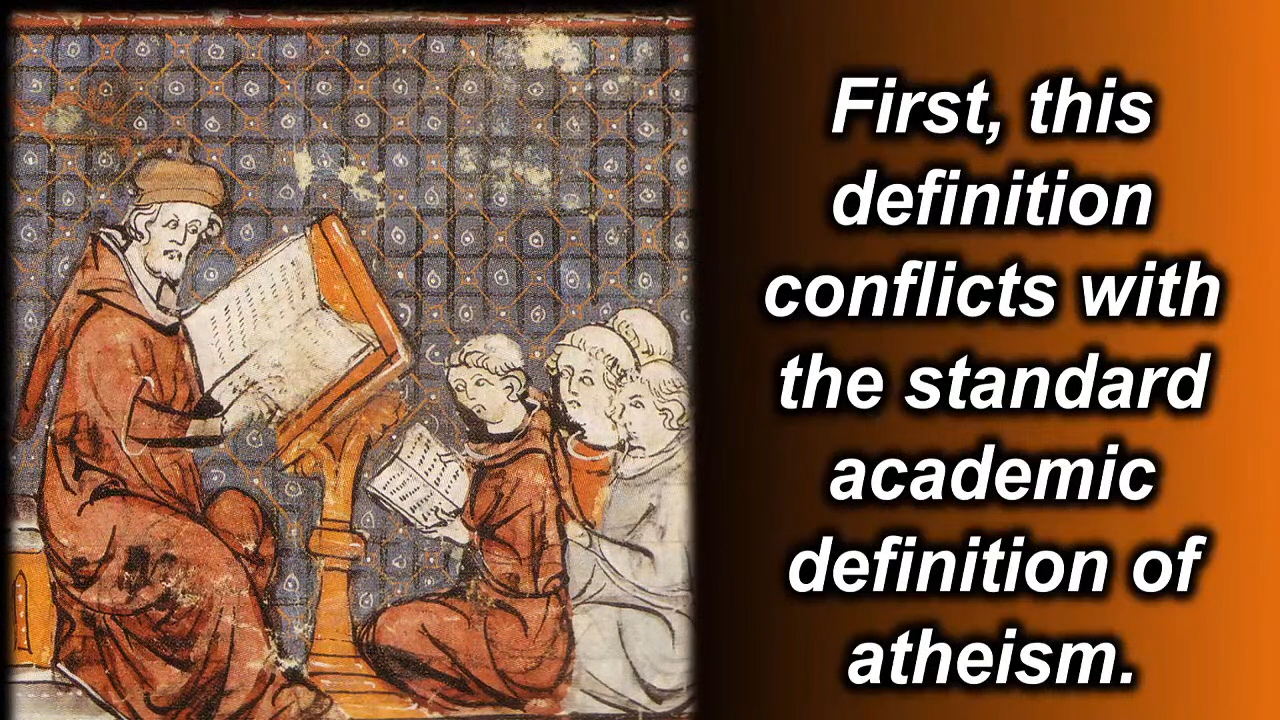 First, this
definition
conflicts with
the standard
academic
definition of
atheism.